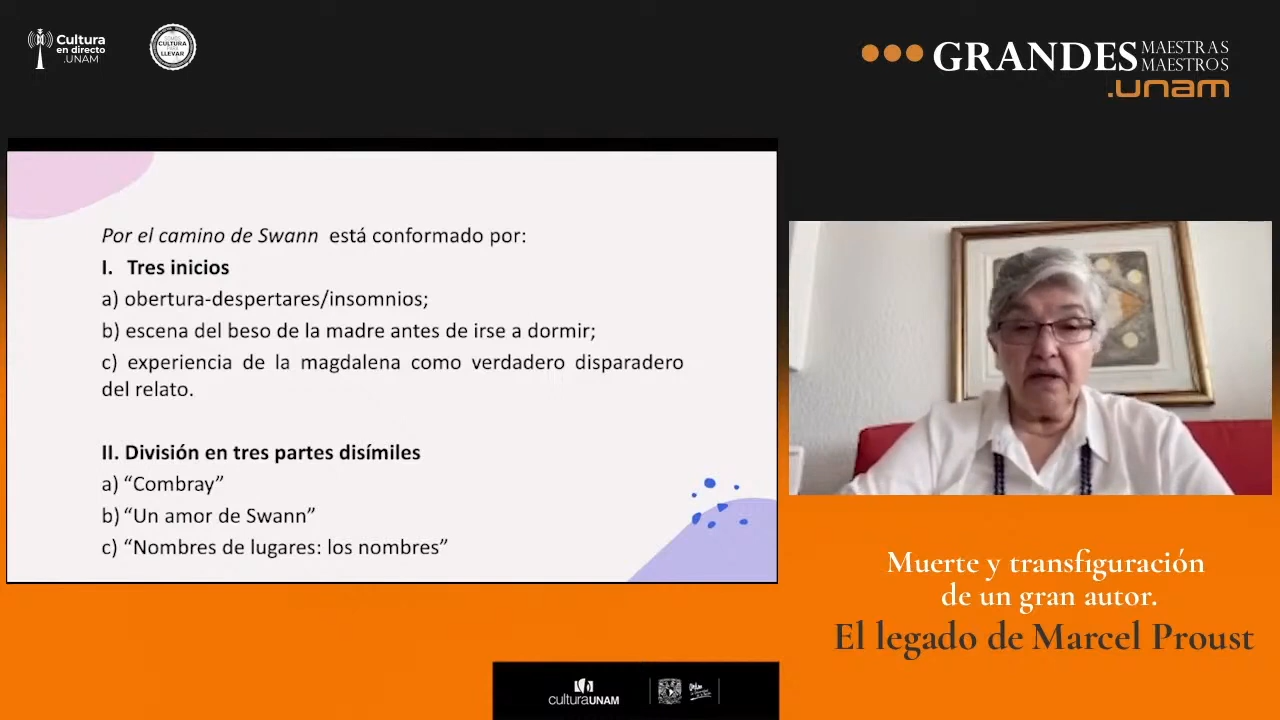 Cultura
en directo
.UNAM
CULTURA
LLEVAR
GRANDES MAESTRAS
MAESTROS
.unam
Por el camino de Swann está conformado por:
I. Tres inicios
a) obertura-despertares/insomnios;
b) escena del beso de la madre antes de irse a dormir;
c) experiencia de la magdalena como verdadero disparadero
del relato.
II. División en tres partes disímiles
a) “Combray”
b) “Un amor de Swann”
c) “Nombres de lugares: los nombres”
Muerte y transfiguración
de un gran autor.
El legado de Marcel Proust
culturaUNAM